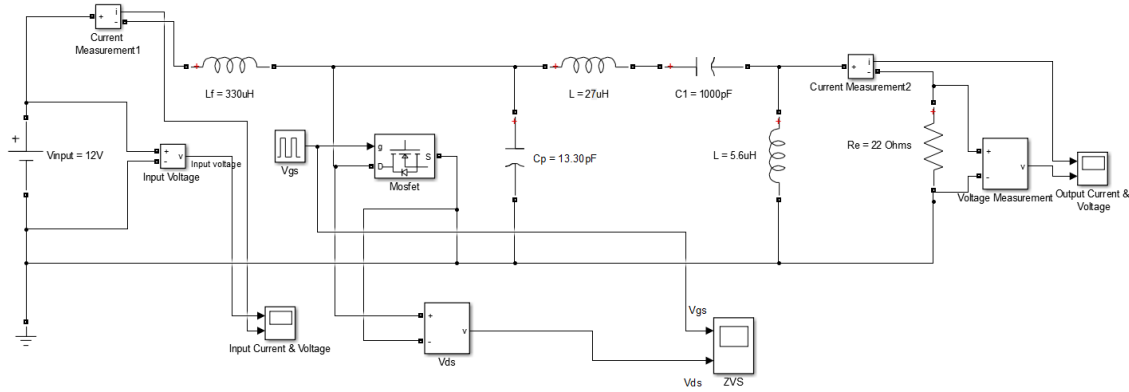 i
+
-
Current
Measurement1
Lf = 330uH
L = 27uH
C1 = 1000pF
i
+
-
Current Measurement2
Vinput = 12V
+
-
v
Input voltage
Input Voltage
Vgs
g
D
S
Mosfet
Cp = 13.30pF
L = 5.6uH
Re = 22 Ohms
+
-
v
Voltage Measurement
Output Current &
Voltage
Input Current & Voltage
+
-
v
Vds
Vgs
Vds
ZVS